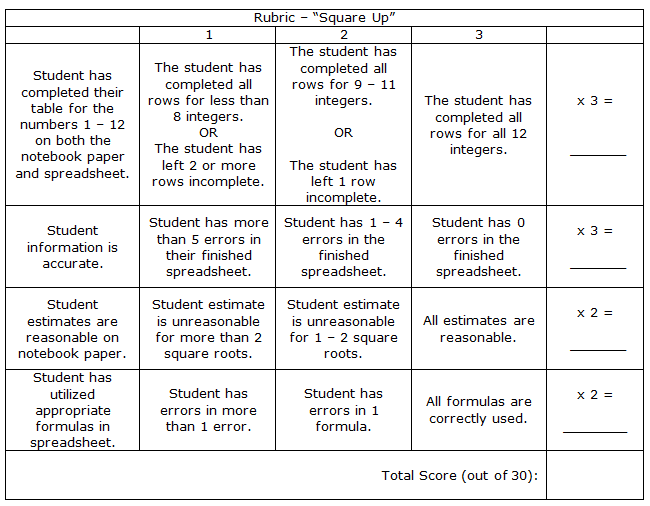 Rubric – “Square Up”
1
2
3
Student has
completed their
table for the
numbers 1 – 12
on both the
notebook paper
and spreadsheet.
The student has
completed all
rows for less than
8 integers.
OR
The student has
left 2 or more
rows incomplete.
The student has
completed all
rows for 9 – 11
integers.
OR
The student has
left 1 row
incomplete.
The student has
completed all
rows for all 12
integers.
x 3 =
Student
information is
accurate.
Student has more
than 5 errors in
their finished
spreadsheet.
Student has 1 – 4
errors in the
finished
spreadsheet.
Student has 0
errors in the
finished
spreadsheet.
x 3 =
Student
estimates are
reasonable on
notebook paper.
Student estimate
is unreasonable
for more than 2
square roots.
Student estimate
is unreasonable
for 1 – 2 square
roots.
All estimates are
reasonable.
x 2 =
Student has
utilized
appropriate
formulas in
spreadsheet.
Student has
errors in more
than 1 error.
Student has
errors in 1
formula.
All formulas are
correctly used.
x 2 =
Total Score (out of 30):